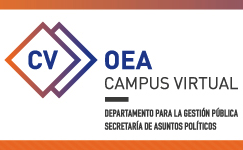 CV OEA
CAMPUS VIRTUAL
DEPARTAMENTO PARA LA GESTIÓN PÚBLICA
SECRETARÍA DE ASUNTOS POLÍTICOS